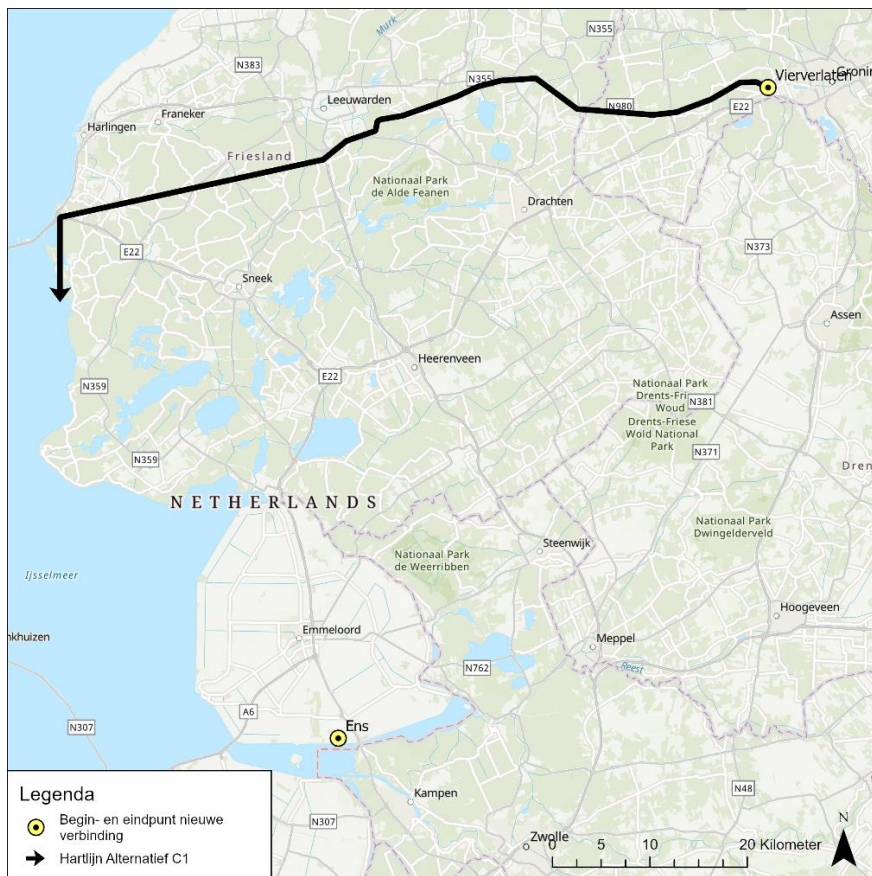 N355
Murk
N383
N355
Vierverlaten
Leeuwarden
Franeker
N980
E22
Harlingen
Friesland
Nationaal Park
de Alde Feanen
Drachten
N373
E22
Sneek
Assen
Heerenveen
E22
N359
Nationaal Park
Drents-Frie
Woud
Drents-Friese
Wold National
Park
N381
N371
N359
NETHERLANDS
Nationaal Park
Dwingelderveld
Steenwijk
Nationaal Park
de Weerribben
Ijsselmeer
Hoogeveen
nkhuizen
Emmeloord
Meppel
Reest
N762
A6
N307
Ens
Kampen
N48
N307
Zwolle
Legenda
Begin- en eindpunt nieuwe
verbinding
Hartlijn Alternatief C1
0 5 10 20 Kilometer
N